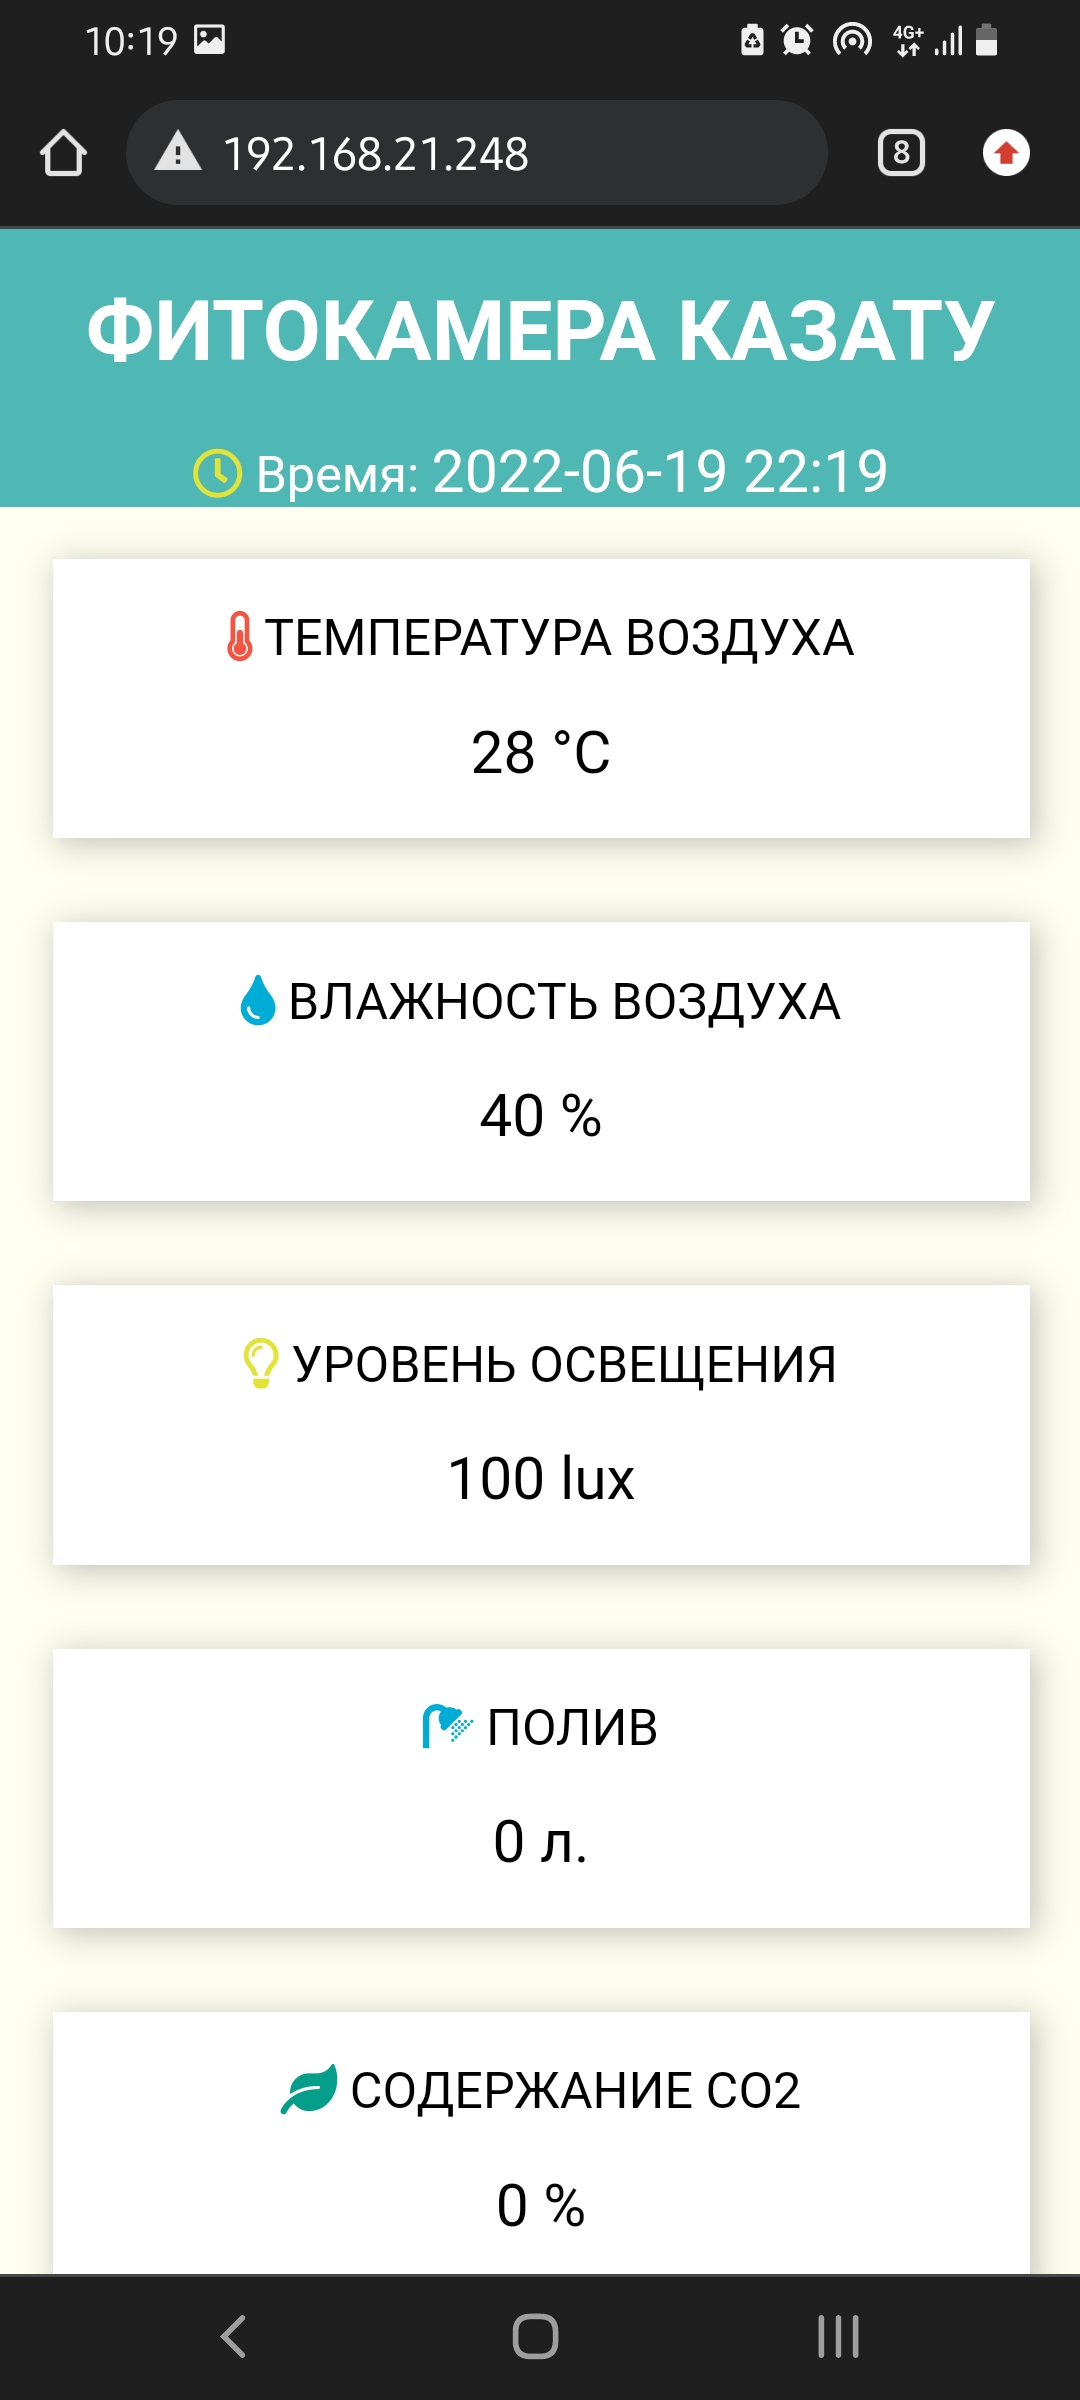 10:19
4G+
192.168.21.248
8
ФИТОКАМЕРА КАЗАТУ
Время: 2022-06-19 22:19
ТЕМПЕРАТУРА ВОЗДУХА
28 °C
ВЛАЖНОСТЬ ВОЗДУХА
40 %
УРОВЕНЬ ОСВЕЩЕНИЯ
100 lux
ПОЛИВ
0 л.
СОДЕРЖАНИЕ CO2
0 %